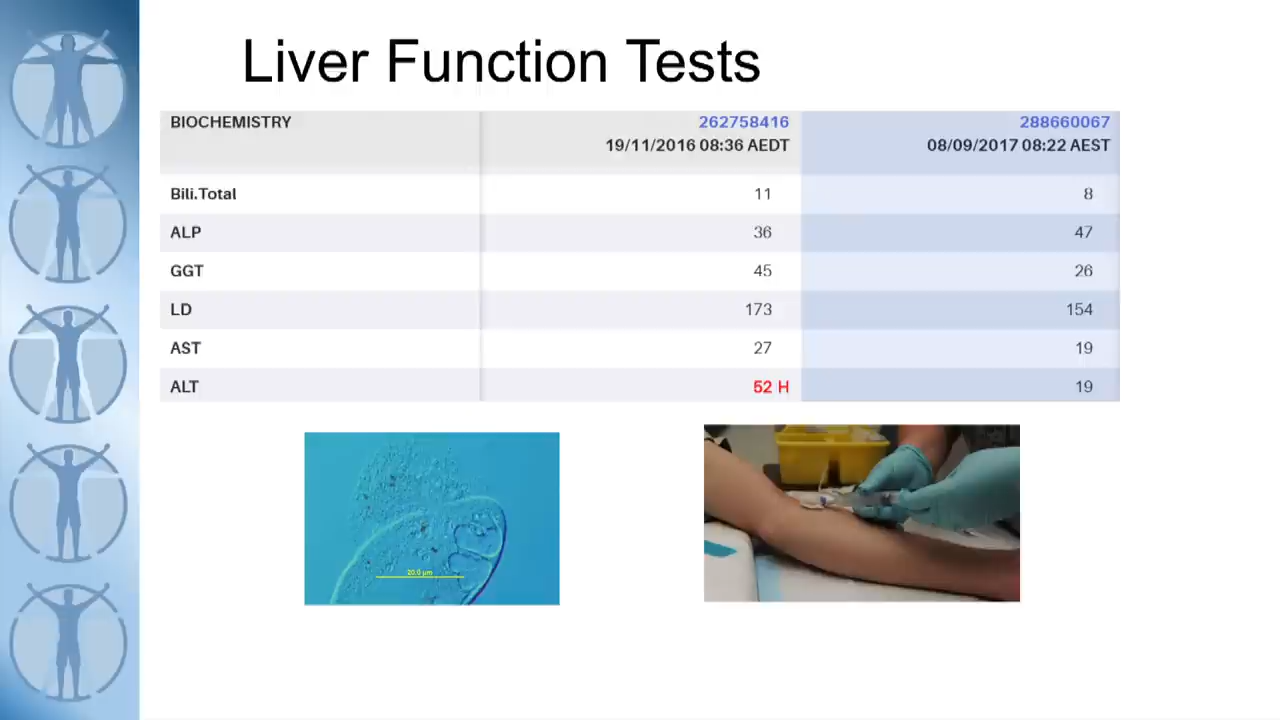 Liver Function Tests
BIOCHEMISTRY 262758416 288660067
19/11/2016 08:36 AEDT 08/09/2017 08:22 AEST
Bili.Total 11 8
ALP 36 47
GGT 45 26
LD 173 154
AST 27 19
ALT 52 H 19
20.0 µm